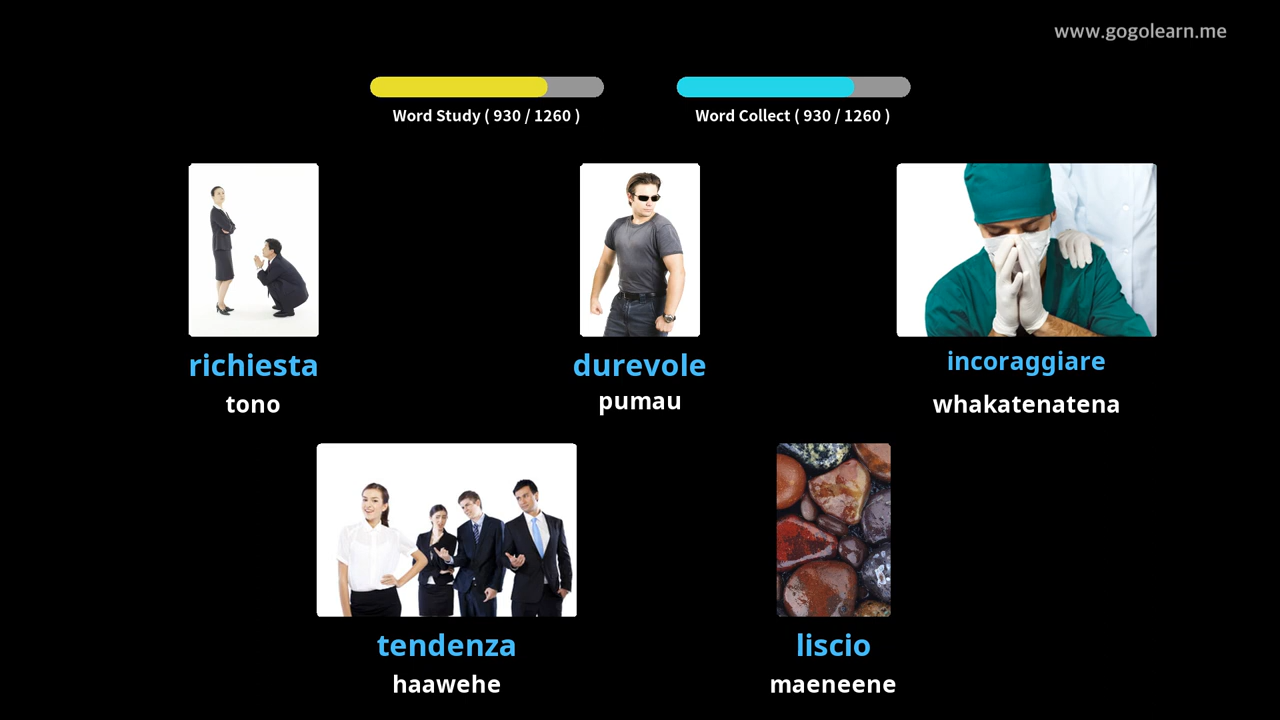 www.gogolearn.me
Word Study ( 930 / 1260 )
Word Collect ( 930 / 1260 )
richiesta
tono
durevole
pumau
incoraggiare
whakatenatena
tendenza
haawehe
liscio
maeneene